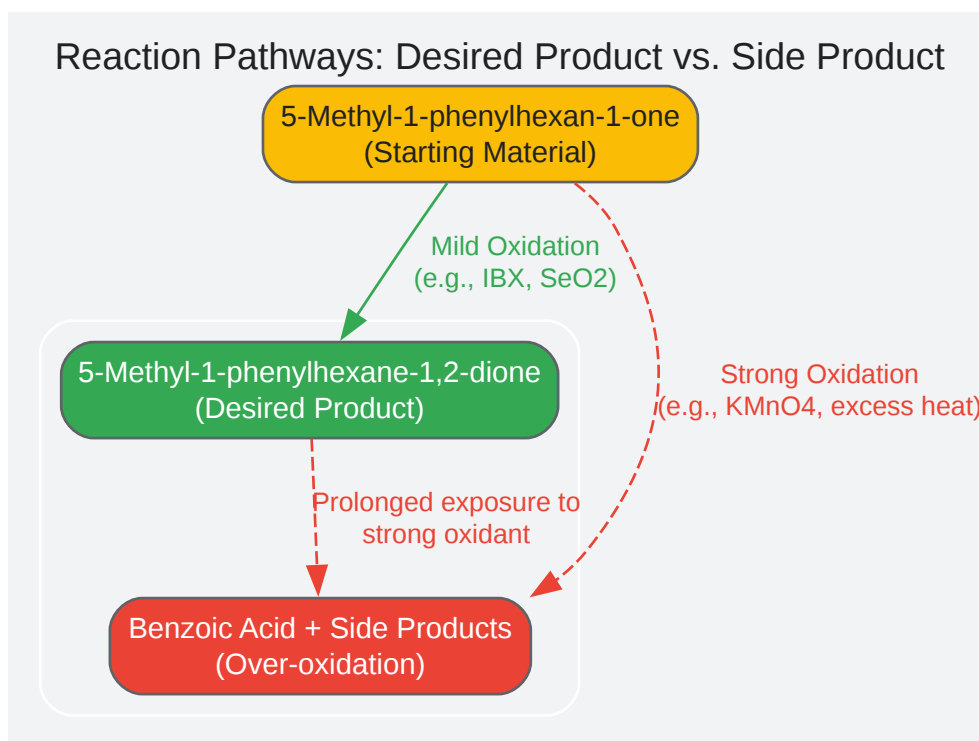 Reaction Pathways: Desired Product vs. Side Product
5-Methyl-1-phenylhexan-1-one
(Starting Material)
Mild Oxidation
(e.g., IBX, SeO2)
5-Methyl-1-phenylhexane-1,2-dione
(Desired Product)
Strong Oxidation
(e.g., KMnO4, excess heat)
Prolonged exposure to
strong oxidant
Benzoic Acid + Side Products
(Over-oxidation)